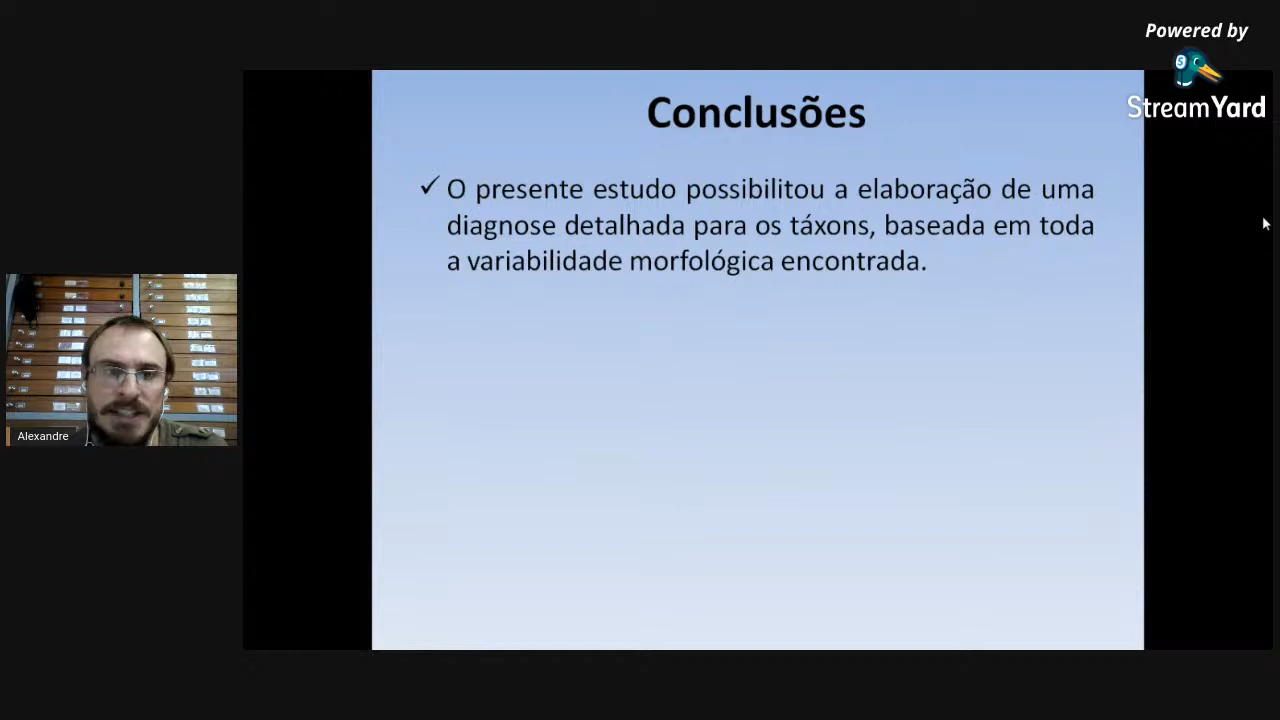 Powered by
StreamYard
Conclusões
✓ O presente estudo possibilitou a elaboração de uma
diagnose detalhada para os táxons, baseada em toda
a variabilidade morfológica encontrada.
Alexandre